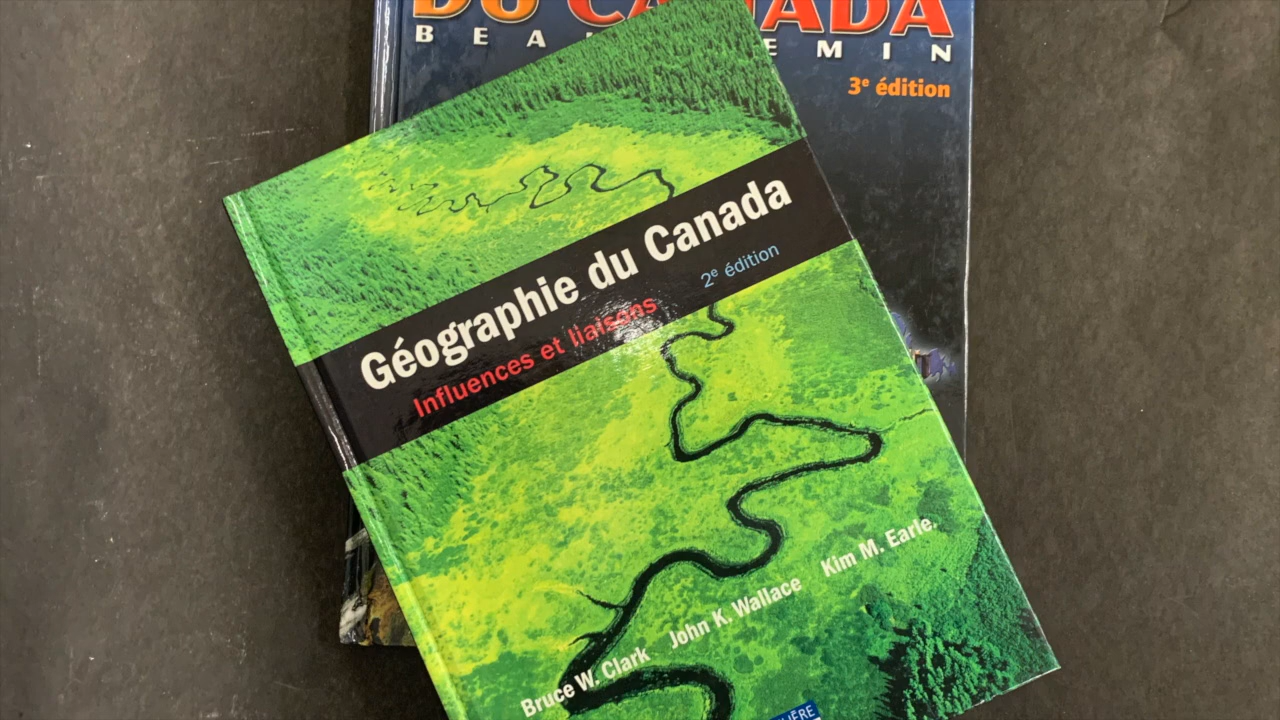 DU CANADA
3e édition
Géographie du Canada
Influences et liaisons
2e édition
Bruce W. Clark John K. Wallace Kim M. Earle